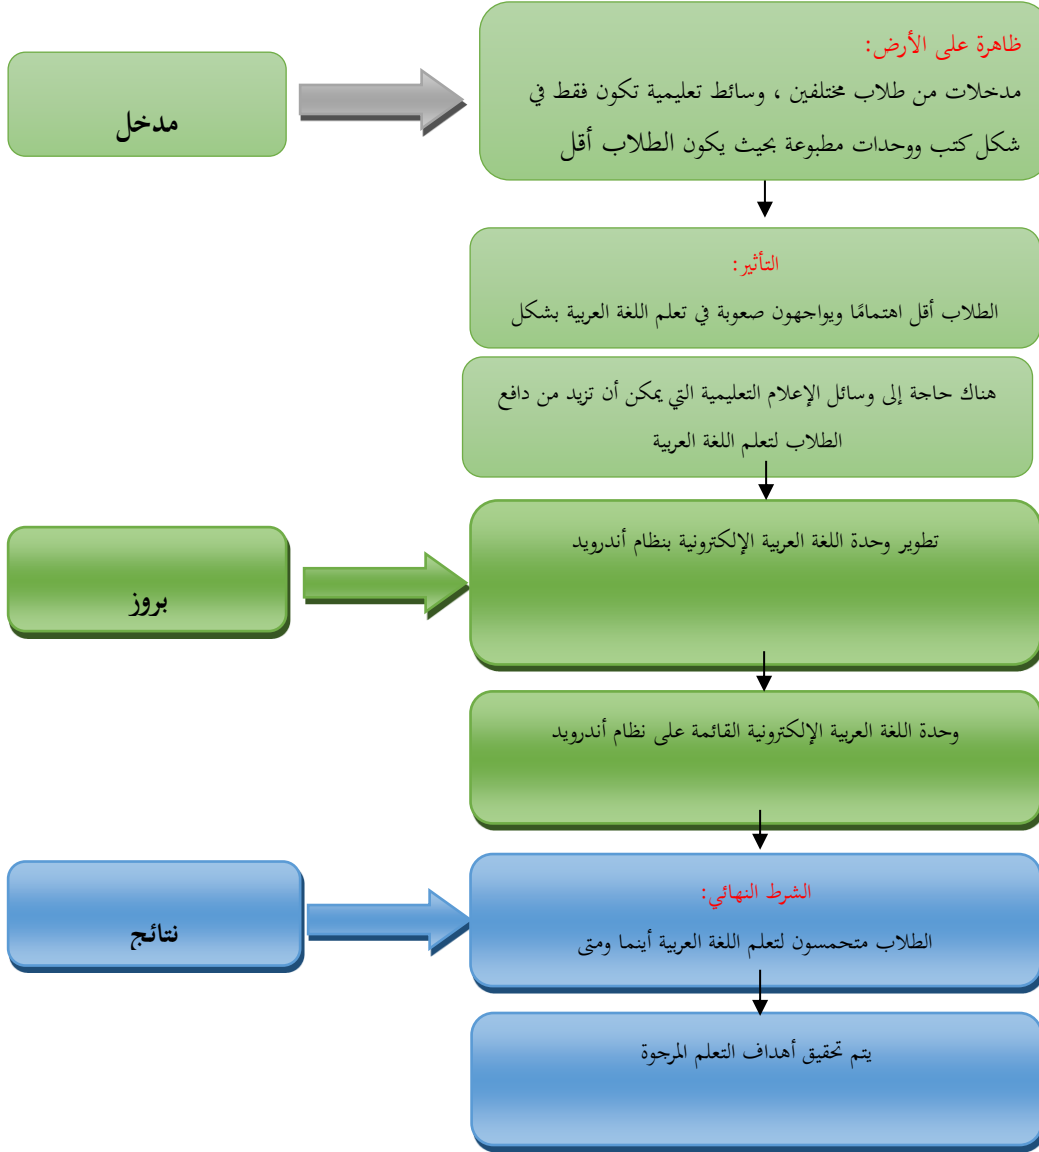 مدخل
ظاهرة على الأرض:
مدخلات من طلاب مختلفين ، وسائط تعليمية تكون فقط في
شكل كتب ووحدات مطبوعة بحيث يكون الطلاب أقل
التأثير:
الطلاب أقل اهتمامًا ويواجهون صعوبة في تعلم اللغة العربية بشكل
هناك حاجة إلى وسائل الإعلام التعليمية التي يمكن أن تزيد من دافع
الطلاب لتعلم اللغة العربية
بروز
تطوير وحدة اللغة العربية الإلكترونية بنظام أندرويد
وحدة اللغة العربية الإلكترونية القائمة على نظام أندرويد
نتائج
الشرط النهائي:
الطلاب متحمسون لتعلم اللغة العربية أينما ومتى
يتم تحقيق أهداف التعلم المرجوة